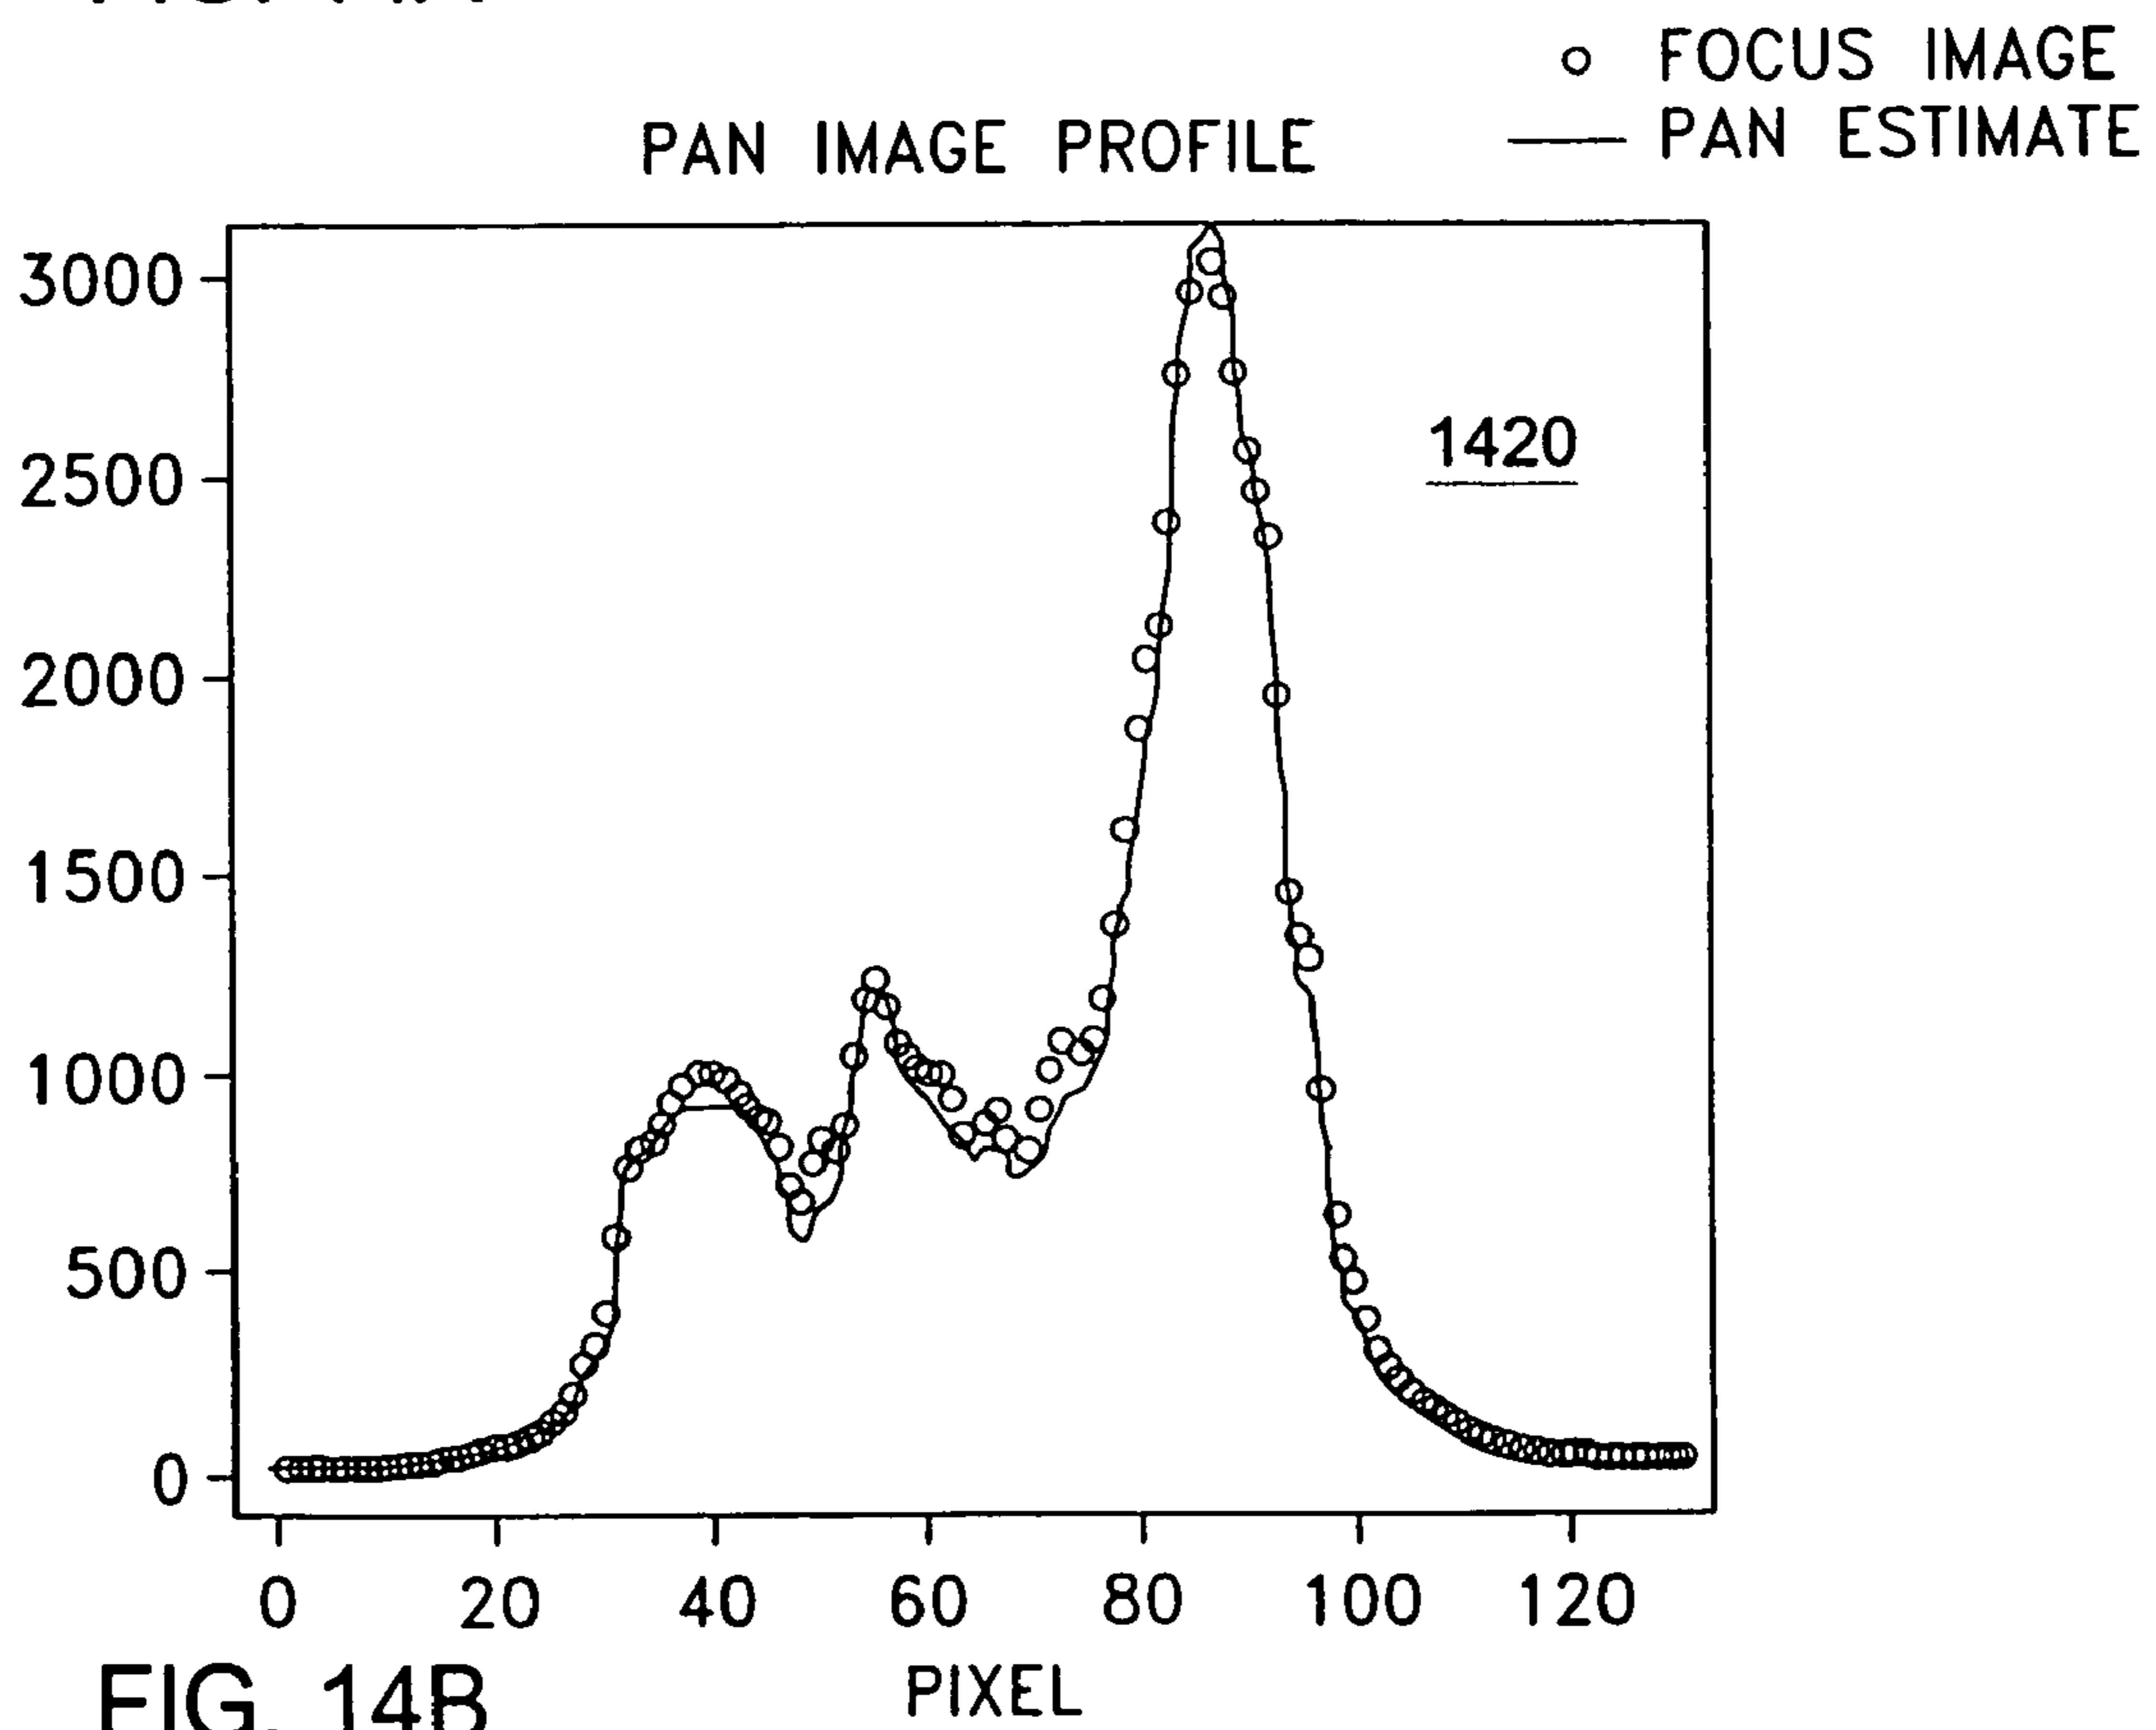 FOCUS IMAGE
PAN ESTIMATE
PAN IMAGE PROFILE
3000
2500
2000
1500
1000
500
0
1420
0 20 40 60 80 100 120
PIXEL
FIG. 14B